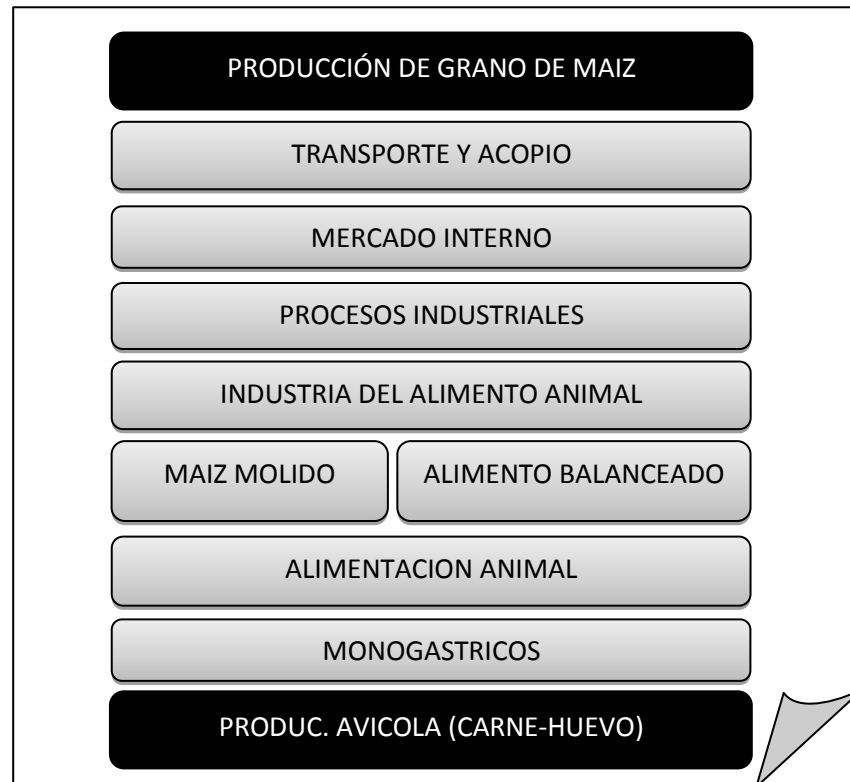 PRODUCCIÓN DE GRANO DE MAIZ
TRANSPORTE Y ACOPIO
MERCADO INTERNO
PROCESOS INDUSTRIALES
INDUSTRIA DEL ALIMENTO ANIMAL
MAIZ MOLIDO
ALIMENTO BALANCEADO
ALIMENTACION ANIMAL
MONOGASTRICOS
PRODUC. AVICOLA (CARNE-HUEVO)